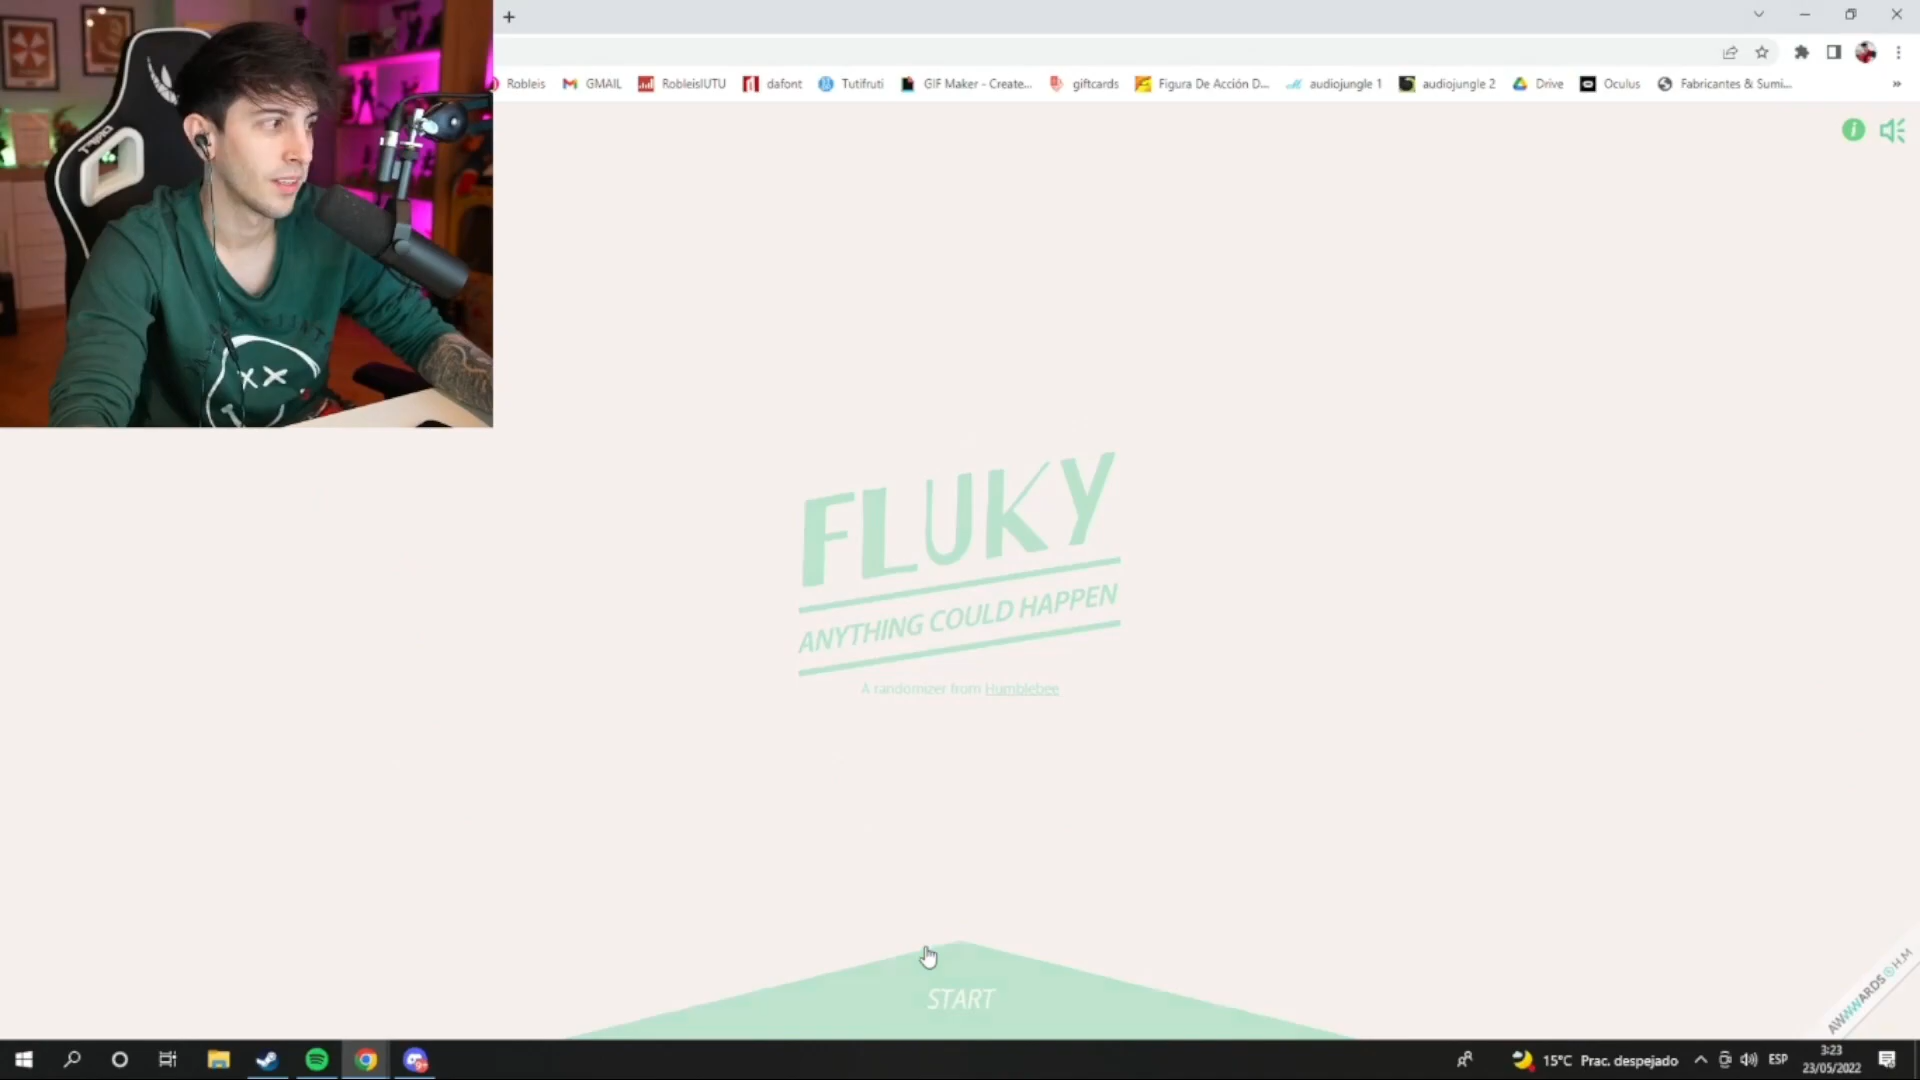 +
Robleis GMAIL RobleisIUTU dafont Tutifruti GIF Maker - Create... giftcards Figura De Acción D... audiojungle 1 audiojungle 2 Drive Oculus Fabricantes & Sumi... »
FLUKY
ANYTHING COULD HAPPEN
A randomizer from Humblebee
START
AWWWARDS H.M
15°C Prac. despejado ESP 3:23
23/05/2022